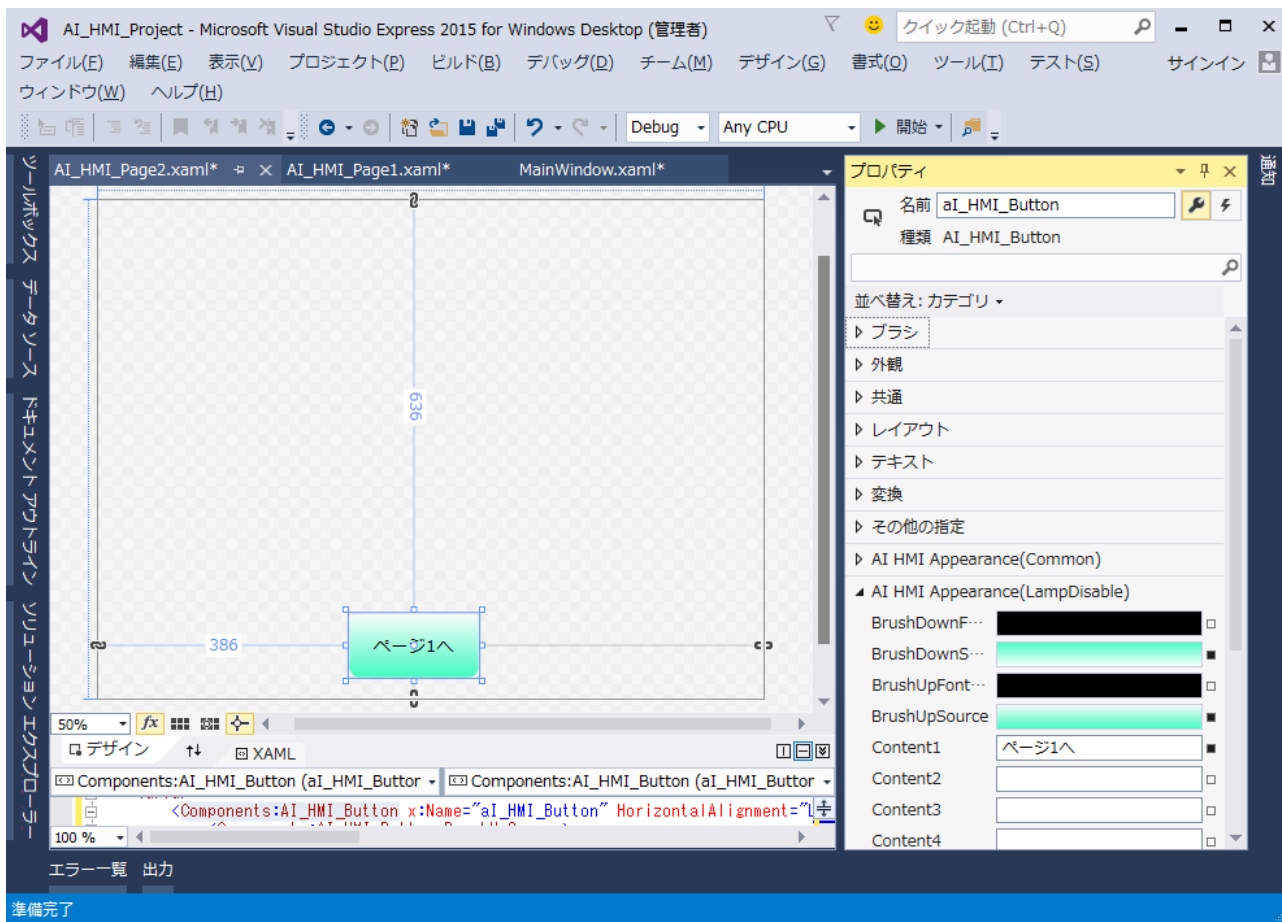 AI_HMI_Project - Microsoft Visual Studio Express 2015 for Windows Desktop (管理者)
クイック起動 (Ctrl+Q)
ファイル(F) 編集(E) 表示(V) プロジェクト(P) ビルド(B) デバッグ(D) チーム(M) デザイン(G) 書式(O) ツール(T) テスト(S) サインイン
ウィンドウ(W) ヘルプ(H)
Debug Any CPU 開始
ツールボックス
データ ソース
ドキュメント アウトライン
ソリューション エクスプローラー
AI_HMI_Page2.xaml* AI_HMI_Page1.xaml* MainWindow.xaml*
636
386
ページ1へ
50% fx
デザイン XAML
Components:AI_HMI_Button (aI_HMI_Buttor Components:AI_HMI_Button (aI_HMI_Buttor
<Components:AI_HMI_Button x:Name="aI_HMI_Button" HorizontalAlignment="L
100 %
プロパティ
名前 aI_HMI_Button
種類 AI_HMI_Button
並べ替え: カテゴリ
ブラシ
外観
共通
レイアウト
テキスト
変換
その他の指定
AI HMI Appearance(Common)
AI HMI Appearance(LampDisable)
BrushDownF…
BrushDownS…
BrushUpFont…
BrushUpSource
Content1 ページ1へ
Content2
Content3
Content4
通知
エラー一覧 出力
準備完了